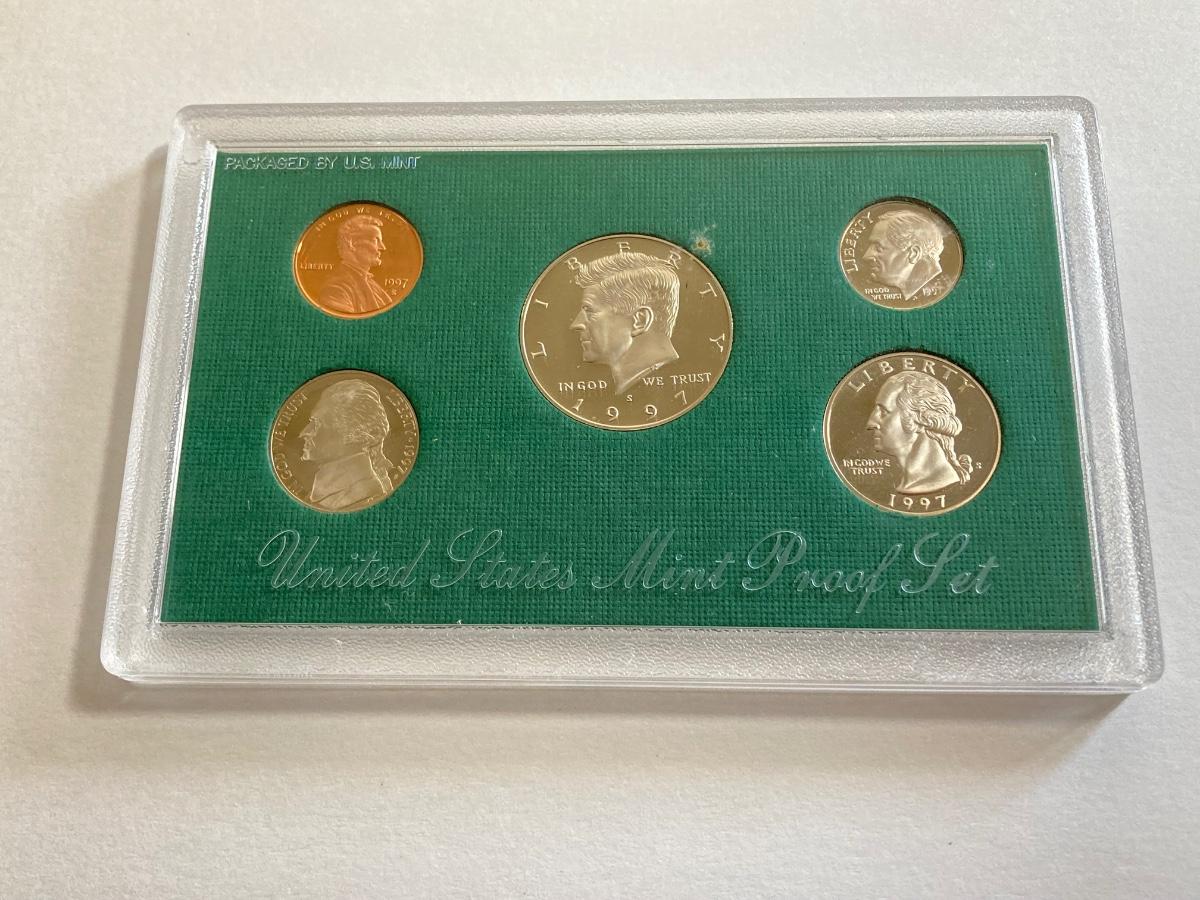 PACKAGED BY U.S. MINT
IN GOD WE
LIBERTY
1997
S
LIBERTY
IN GOD WE TRUST
S
1997
LIBERTY
IN GOD
WE TRUST
IN GOD WE TRUST
LIBERTY 1997
LIBERTY
IN GOD WE
TRUST
S
1997
United States Mint Proof Set